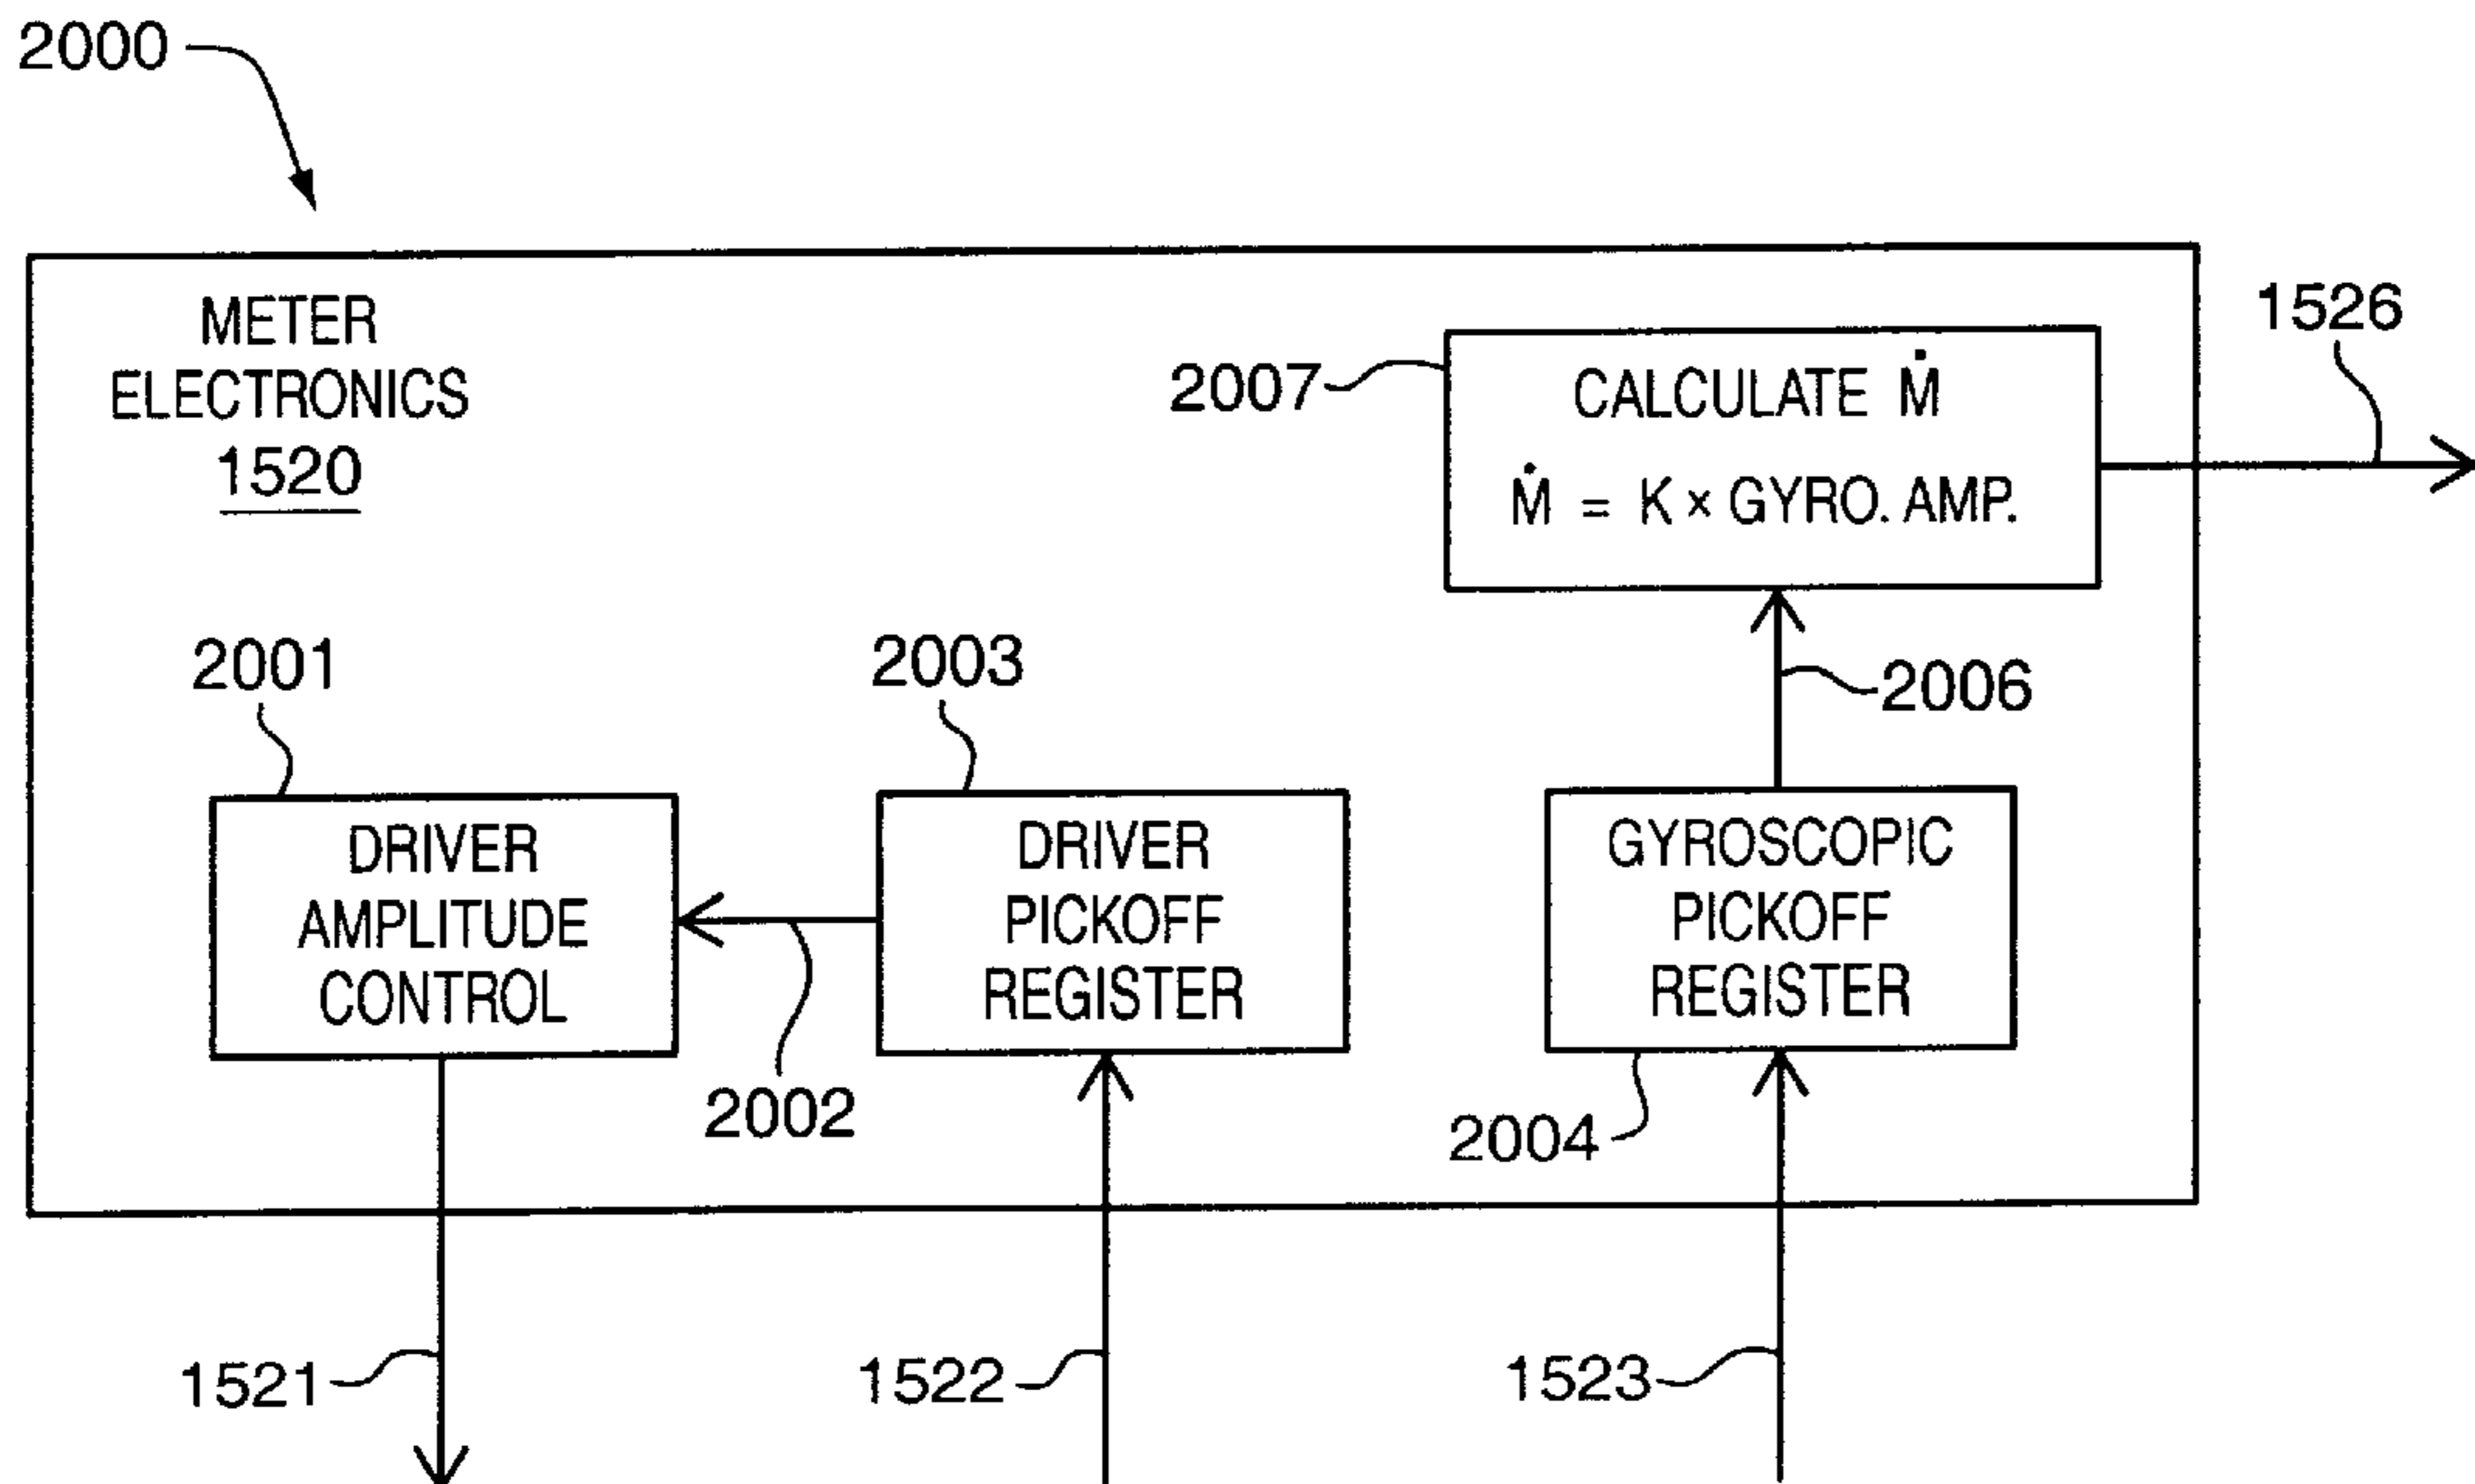 2000
METER
ELECTRONICS
1520
2007
CALCULATE Ṁ
Ṁ = K × GYRO. AMP.
1526
2001
2003
2006
DRIVER
AMPLITUDE
CONTROL
2002
DRIVER
PICKOFF
REGISTER
GYROSCOPIC
PICKOFF
REGISTER
2004
1521
1522
1523